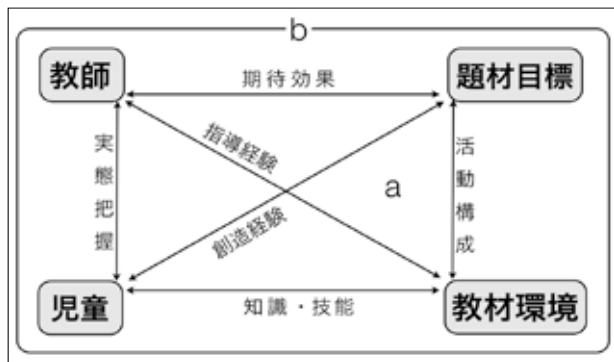 b
教師
題材目標
期待効果
指導経験
実態把握
活動構成
a
創造経験
児童
教材環境
知識・技能